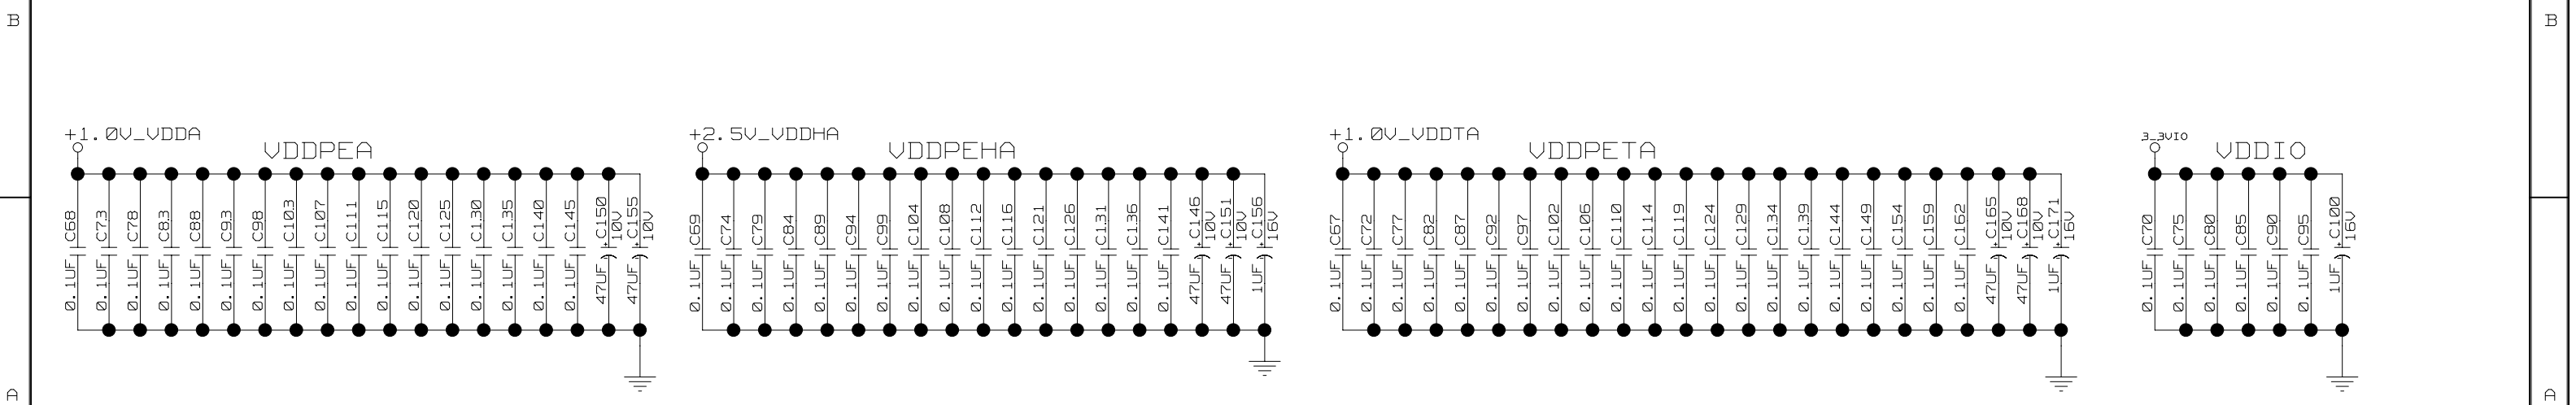 B
B
+1.0V_VDDA
VDDPEA
C68
0.1UF
C73
0.1UF
C78
0.1UF
C83
0.1UF
C88
0.1UF
C93
0.1UF
C98
0.1UF
C103
0.1UF
C107
0.1UF
C111
0.1UF
C115
0.1UF
C120
0.1UF
C125
0.1UF
C130
0.1UF
C135
0.1UF
C140
0.1UF
C145
0.1UF
+C150
10V
47UF
+C155
10V
47UF
+2.5V_VDDHA
VDDPEHA
C69
0.1UF
C74
0.1UF
C79
0.1UF
C84
0.1UF
C89
0.1UF
C94
0.1UF
C99
0.1UF
C104
0.1UF
C108
0.1UF
C112
0.1UF
C116
0.1UF
C121
0.1UF
C126
0.1UF
C131
0.1UF
C136
0.1UF
C141
0.1UF
+C146
10V
47UF
+C151
10V
47UF
+C156
16V
1UF
+1.0V_VDDTA
VDDPETA
C67
0.1UF
C72
0.1UF
C77
0.1UF
C82
0.1UF
C87
0.1UF
C92
0.1UF
C97
0.1UF
C102
0.1UF
C106
0.1UF
C110
0.1UF
C114
0.1UF
C119
0.1UF
C124
0.1UF
C129
0.1UF
C134
0.1UF
C139
0.1UF
C144
0.1UF
C149
0.1UF
C154
0.1UF
C159
0.1UF
C162
0.1UF
+C165
10V
47UF
+C168
10V
47UF
+C171
16V
1UF
3_3VIO
VDDIO
C70
0.1UF
C75
0.1UF
C80
0.1UF
C85
0.1UF
C90
0.1UF
C95
0.1UF
+C100
16V
1UF
A
A